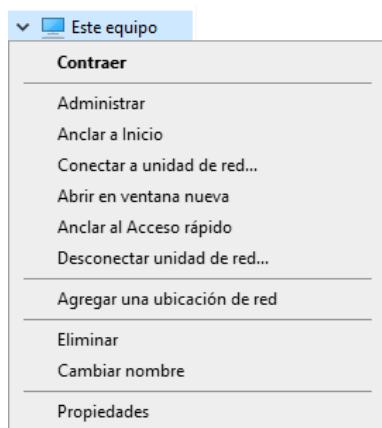 Este equipo
Contraer
Administrar
Anclar a Inicio
Conectar a unidad de red...
Abrir en ventana nueva
Anclar al Acceso rápido
Desconectar unidad de red...
Agregar una ubicación de red
Eliminar
Cambiar nombre
Propiedades